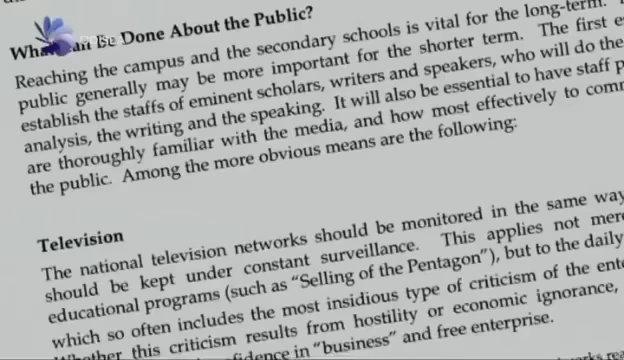 Be Done About the Public?
Reaching the campus and the secondary schools is vital for the long-term.
public generally may be more important for the shorter term. The first
establish the staffs of eminent scholars, writers and speakers, who will do the
analysis, the writing and the speaking. It will also be essential to have staff
are thoroughly familiar with the media, and how most effectively to
the public. Among the more obvious means are the following:
Television
The national television networks should be monitored in the same way
should be kept under constant surveillance. This applies not
educational programs (such as "Selling of the Pentagon"), but to the daily
which so often includes the most insidious type of criticism of the
this criticism results from hostility or economic ignorance,
in "business" and free enterprise.